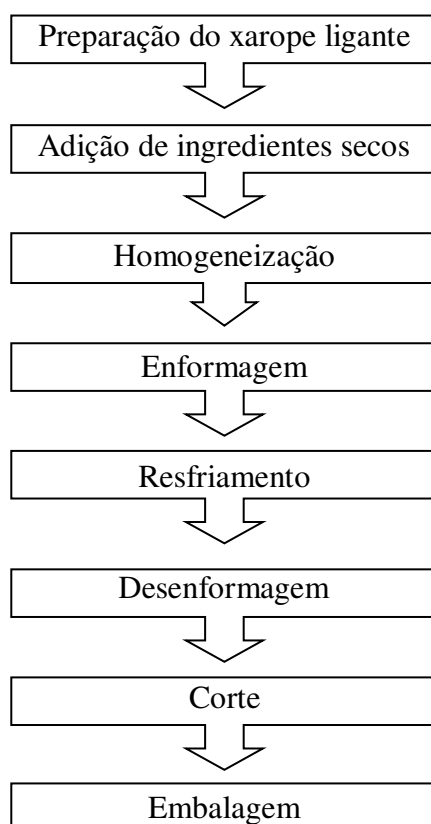 Preparação do xarope ligante
Adição de ingredientes secos
Homogeneização
Enformagem
Resfriamento
Desenformagem
Corte
Embalagem